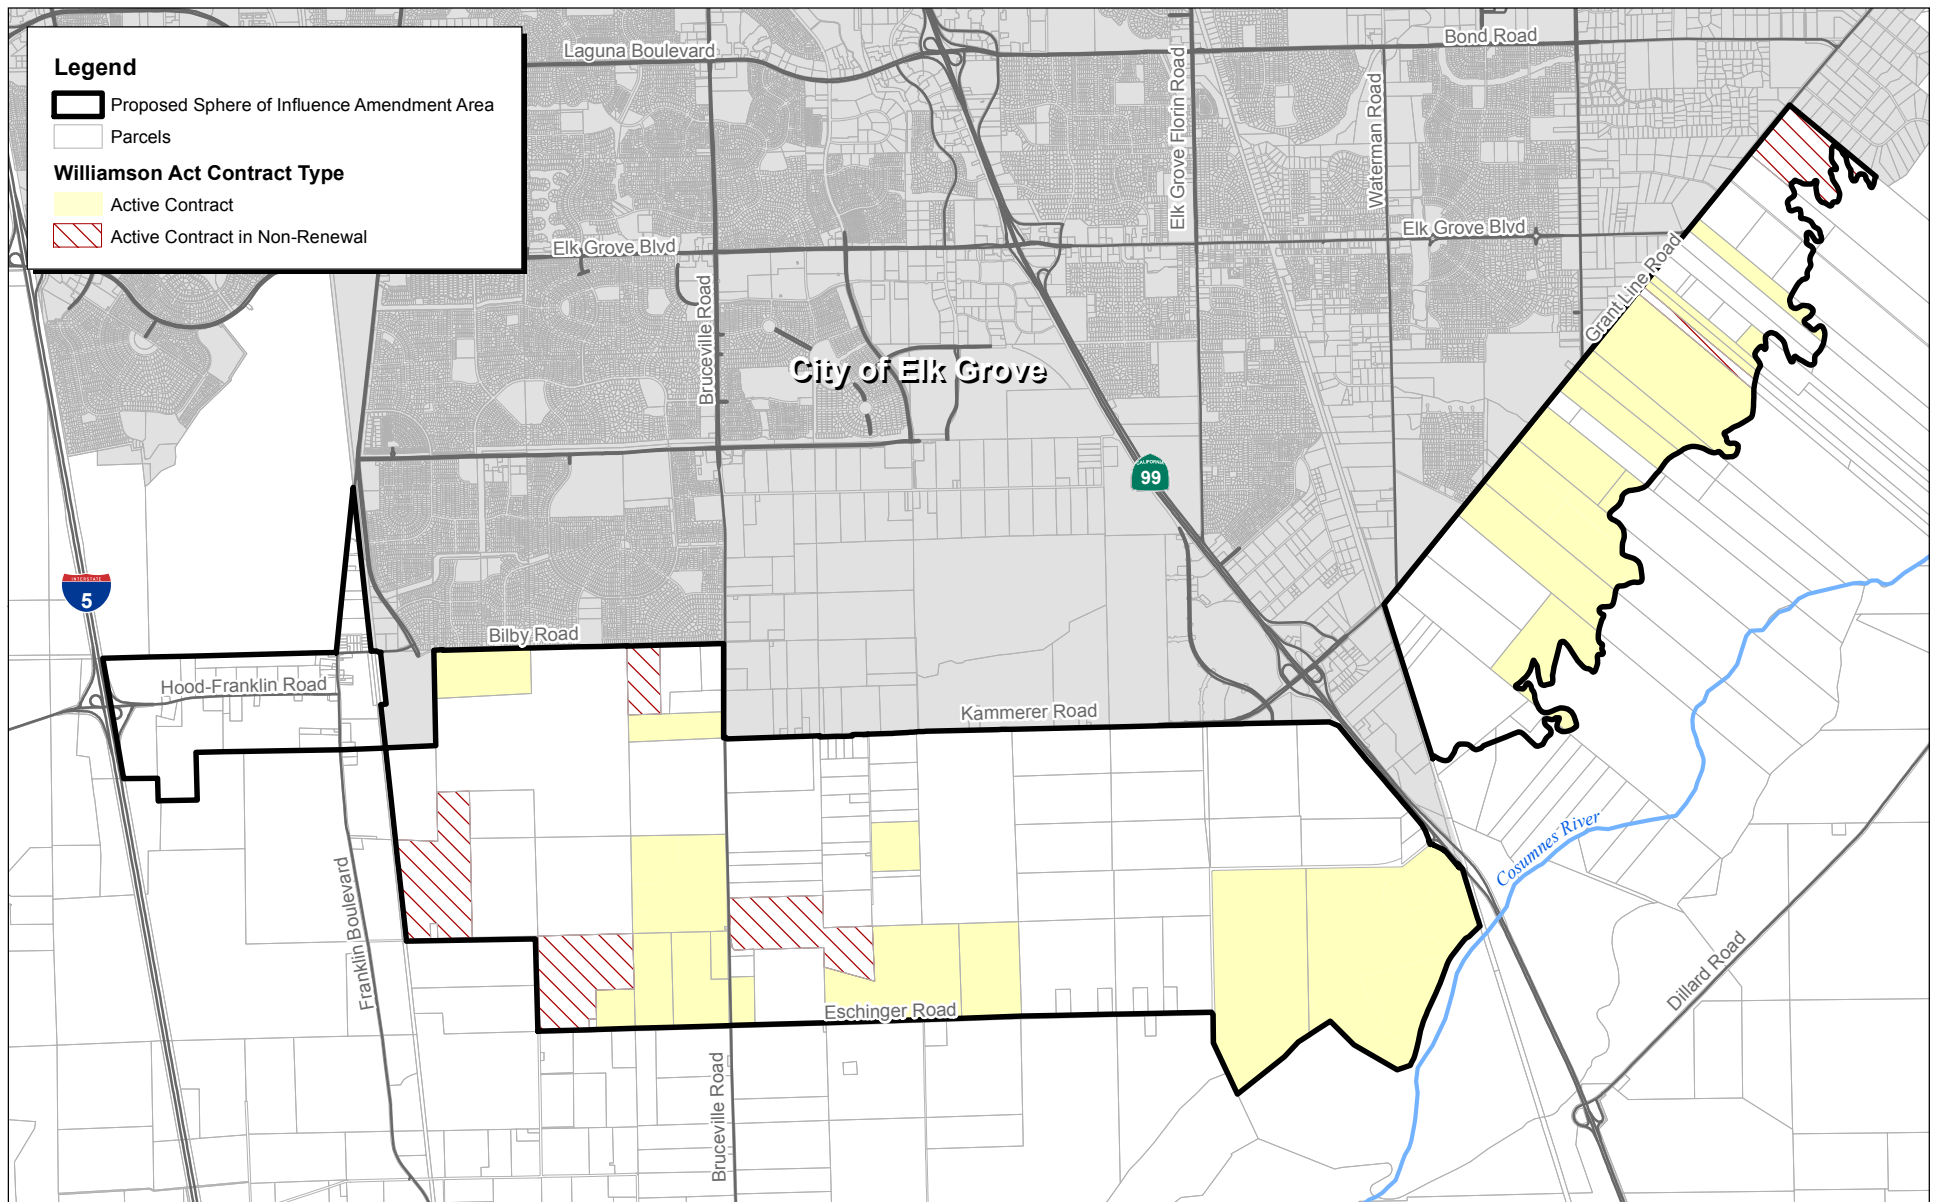 Legend
Proposed Sphere of Influence Amendment Area
Parcels
Williamson Act Contract Type
Active Contract
Active Contract in Non-Renewal
Laguna Boulevard
Bond Road
Elk Grove Florin Road
Waterman Road
Elk Grove Blvd
Elk Grove Blvd
Bruceville Road
Grant Line Road
City of Elk Grove
CALIFORNIA
99
INTERSTATE
5
Bilby Road
Hood-Franklin Road
Kammerer Road
Cosumnes River
Franklin Boulevard
Dillard Road
Eschinger Road
Bruceville Road